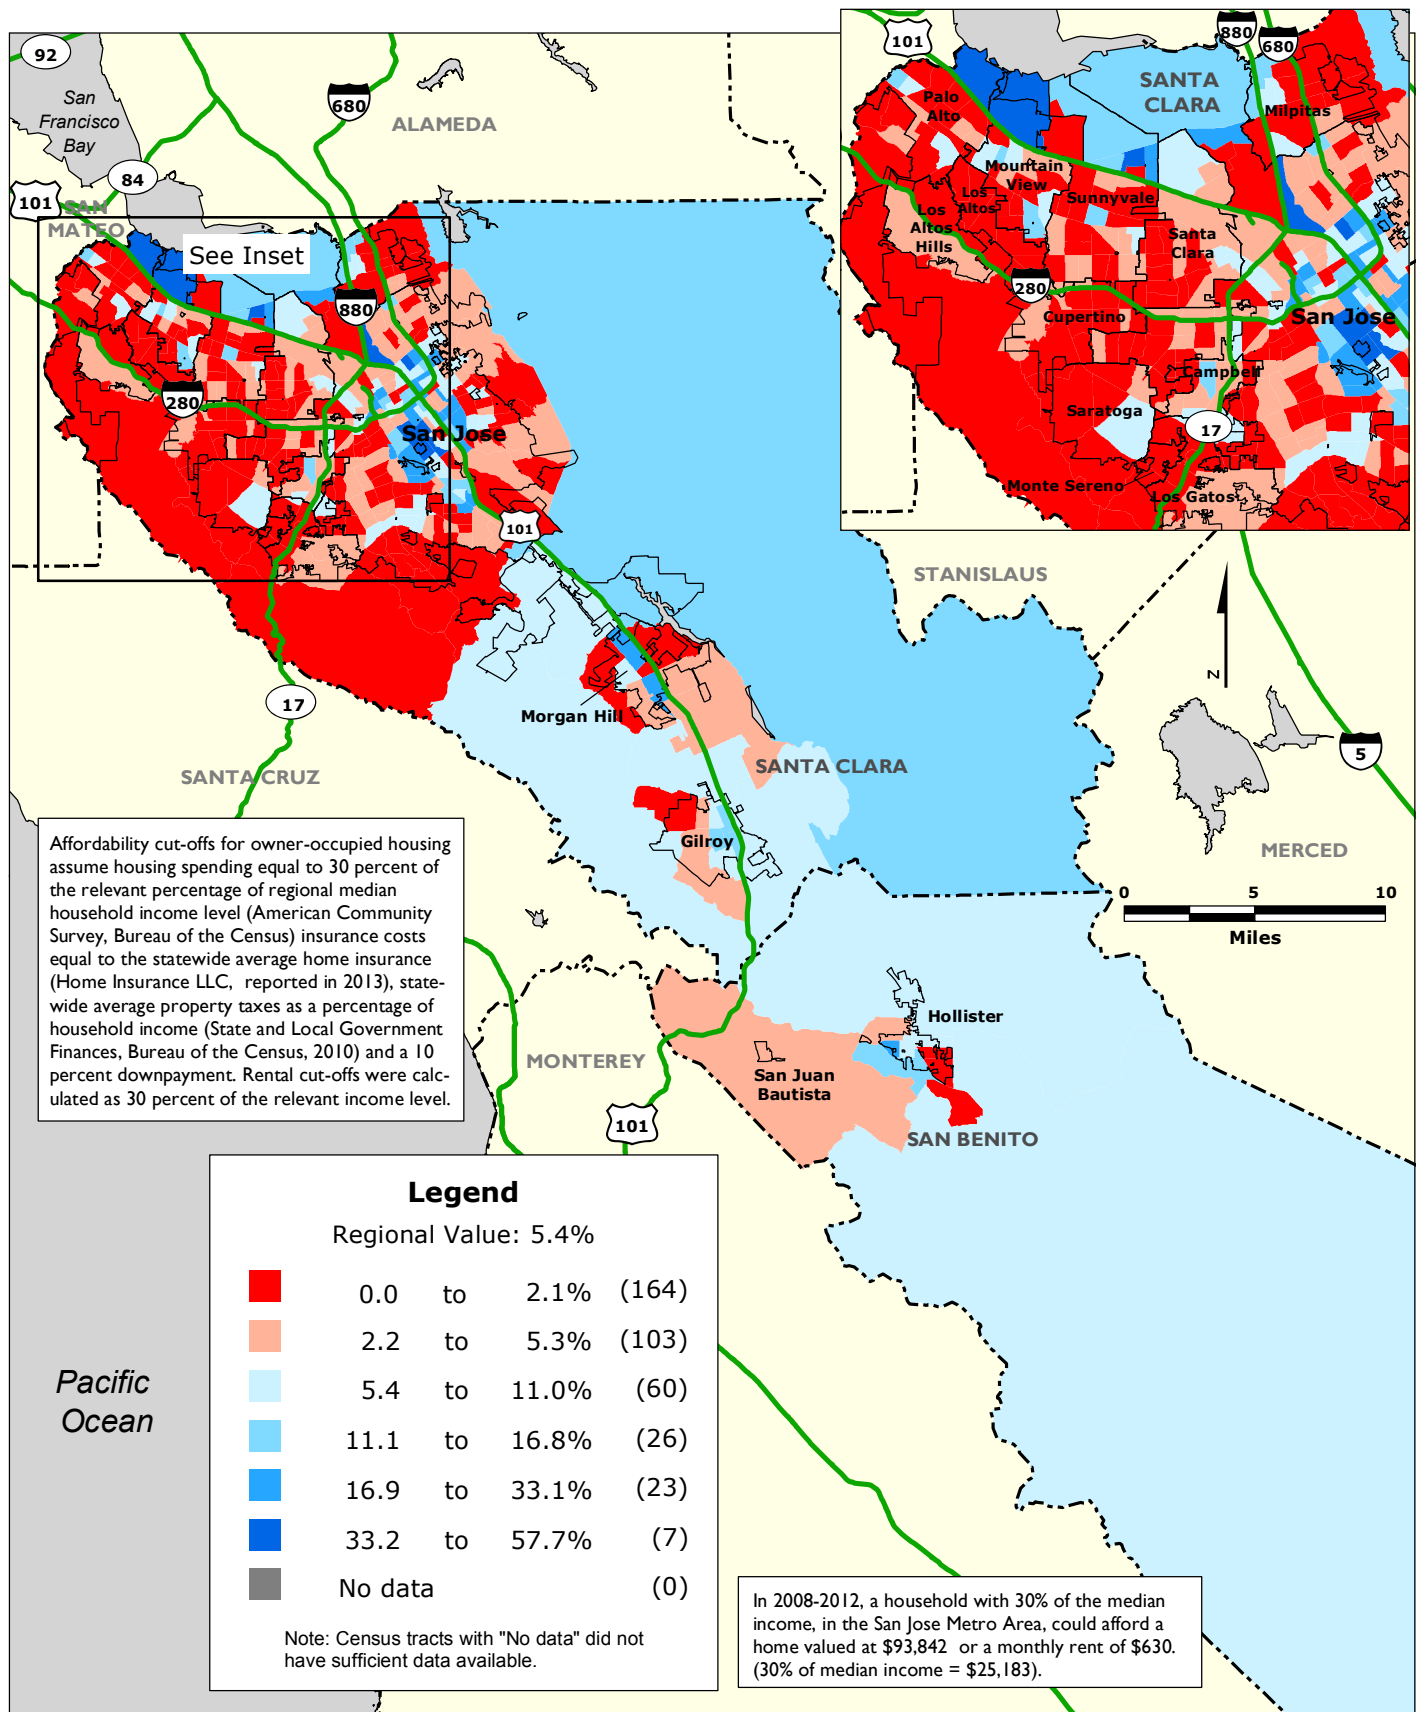 92
San
Francisco
Bay
680
ALAMEDA
84
101
SAN
MATEO
See Inset
880
280
San Jose
101
17
SANTA CRUZ
Morgan Hill
SANTA CLARA
Gilroy
STANISLAUS
N
5
MERCED
0 5 10
Miles
Hollister
San Juan
Bautista
SAN BENITO
MONTEREY
101
Pacific
Ocean
101
880
680
SANTA
CLARA
Palo
Alto
Milpitas
Mountain
View
Los
Altos
Sunnyvale
Los
Altos
Hills
Santa
Clara
280
Cupertino
San Jose
Campbell
Saratoga
17
Monte Sereno
Los Gatos
Affordability cut-offs for owner-occupied housing
assume housing spending equal to 30 percent of
the relevant percentage of regional median
household income level (American Community
Survey, Bureau of the Census) insurance costs
equal to the statewide average home insurance
(Home Insurance LLC, reported in 2013), state-
wide average property taxes as a percentage of
household income (State and Local Government
Finances, Bureau of the Census, 2010) and a 10
percent downpayment. Rental cut-offs were calc-
ulated as 30 percent of the relevant income level.
Legend
Regional Value: 5.4%
0.0 to 2.1% (164)
2.2 to 5.3% (103)
5.4 to 11.0% (60)
11.1 to 16.8% (26)
16.9 to 33.1% (23)
33.2 to 57.7% (7)
No data (0)
Note: Census tracts with "No data" did not
have sufficient data available.
In 2008-2012, a household with 30% of the median
income, in the San Jose Metro Area, could afford a
home valued at $93,842 or a monthly rent of $630.
(30% of median income = $25,183).